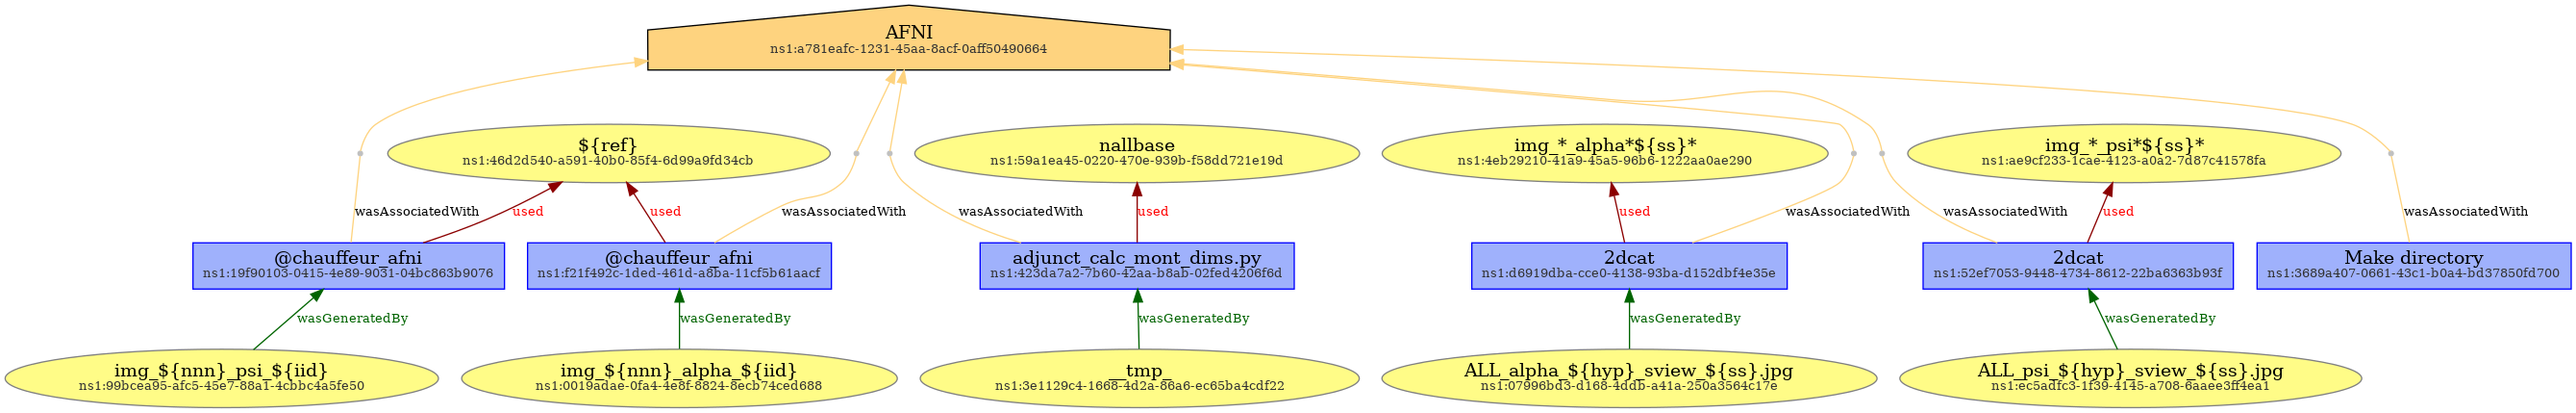 AFNI
ns1:a781eafc-1231-45aa-8acf-0aff50490664
${ref}
ns1:46d2d540-a591-40b0-85f4-6d99a9fd34cb
nallbase
ns1:59a1ea45-0220-470e-939b-f58dd721e19d
img_*_alpha*${ss}*
ns1:4eb29210-41a9-45a5-96b6-1222aa0ae290
img_*_psi*${ss}*
ns1:ae9cf233-1cae-4123-a0a2-7d87c41578fa
wasAssociatedWith
used
used
wasAssociatedWith
wasAssociatedWith
used
used
wasAssociatedWith
wasAssociatedWith
used
wasAssociatedWith
@chauffeur_afni
ns1:19f90103-0415-4e89-9031-04bc863b9076
@chauffeur_afni
ns1:f21f492c-1ded-461d-a8ba-11cf5b61aacf
adjunct_calc_mont_dims.py
ns1:423da7a2-7b60-42aa-b8ab-02fed4206f6d
2dcat
ns1:d6919dba-cce0-4138-93ba-d152dbf4e35e
2dcat
ns1:52ef7053-9448-4734-8612-22ba6363b93f
Make directory
ns1:3689a407-0661-43c1-b0a4-bd37850fd700
wasGeneratedBy
wasGeneratedBy
wasGeneratedBy
wasGeneratedBy
wasGeneratedBy
img_${nnn}_psi_${iid}
ns1:99bcea95-afc5-45e7-88a1-4cbbc4a5fe50
img_${nnn}_alpha_${iid}
ns1:0019adae-0fa4-4e8f-8824-8ecb74ced688
__tmp
ns1:3e1129c4-1668-4d2a-86a6-ec65ba4cdf22
ALL_alpha_${hyp}_sview_${ss}.jpg
ns1:07996bd3-d168-4ddb-a41a-250a3564c17e
ALL_psi_${hyp}_sview_${ss}.jpg
ns1:ec5adfc3-1f39-4145-a708-6aaee3ff4ea1